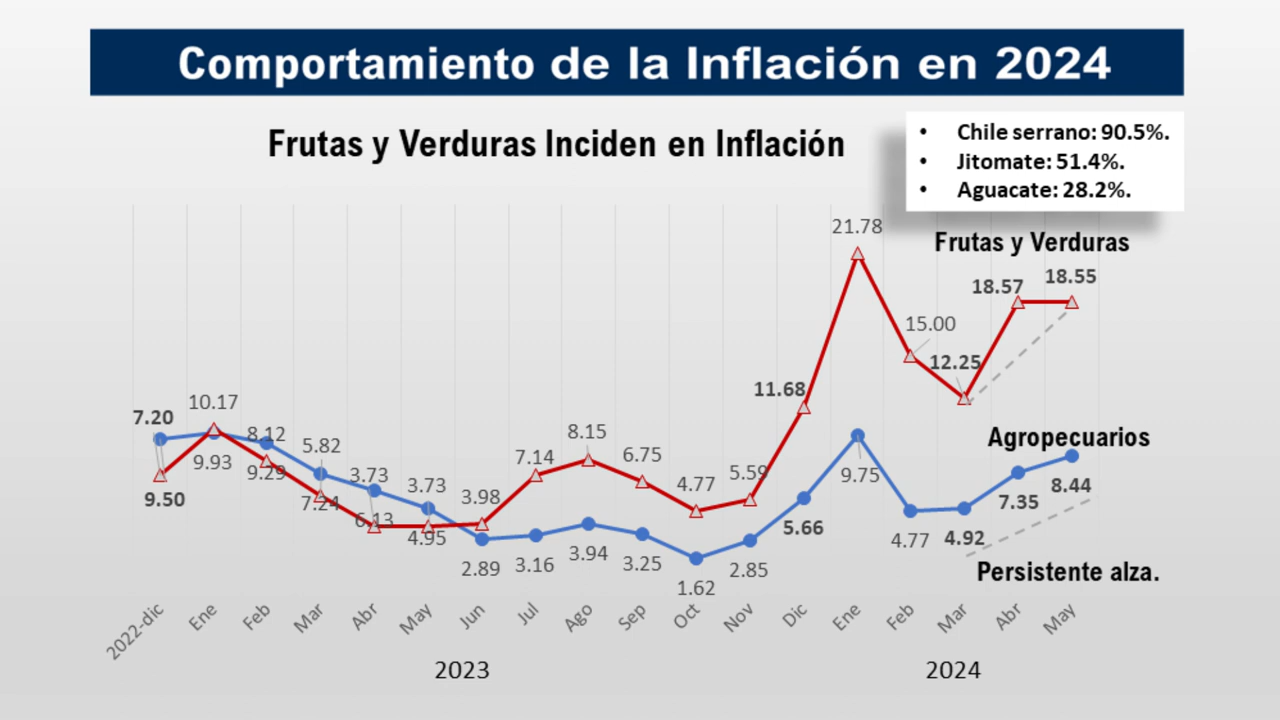 Comportamiento de la Inflación en 2024
Frutas y Verduras Inciden en Inflación
• Chile serrano: 90.5%.
• Jitomate: 51.4%.
• Aguacate: 28.2%.
21.78
Frutas y Verduras
18.57
18.55
15.00
12.25
11.68
7.20
10.17
8.12
5.82
3.73
3.73
3.98
7.14
8.15
6.75
4.77
5.59
Agropecuarios
9.50
9.93
9.29
7.24
6.13
4.95
2.89
3.16
3.94
3.25
1.62
2.85
5.66
9.75
4.77
4.92
7.35
8.44
Persistente alza.
2022-dic
Ene
Feb
Mar
Abr
May
Jun
Jul
Ago
Sep
Oct
Nov
Dic
Ene
Feb
Mar
Abr
May
2023
2024